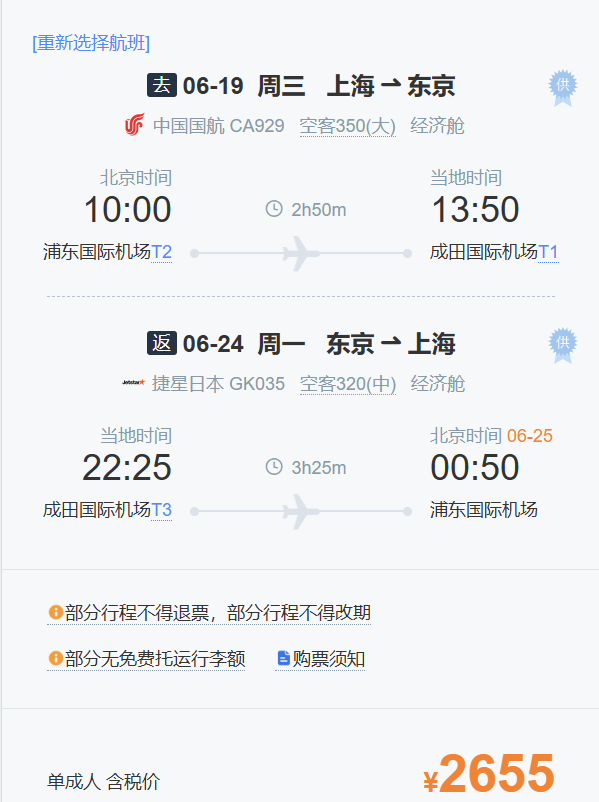 [重新选择航班]
去 06-19 周三 上海⇀东京
供
中国国航 CA929 空客350(大) 经济舱
北京时间 当地时间
10:00 2h50m 13:50
浦东国际机场T2 成田国际机场T1
返 06-24 周一 东京⇀上海
供
Jetstar 捷星日本 GK035 空客320(中) 经济舱
当地时间 北京时间 06-25
22:25 3h25m 00:50
成田国际机场T3 浦东国际机场
部分行程不得退票，部分行程不得改期
部分无免费托运行李额 购票须知
单成人 含税价 ¥2655